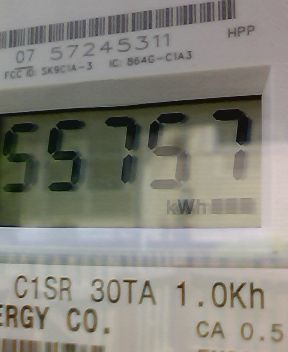 07 57245311
HPP
FCC ID: SK9C1A-3 IC: 864G-C1A3
55757
kWh
C1SR 30TA 1.0Kh
ERGY CO.
CA 0.5